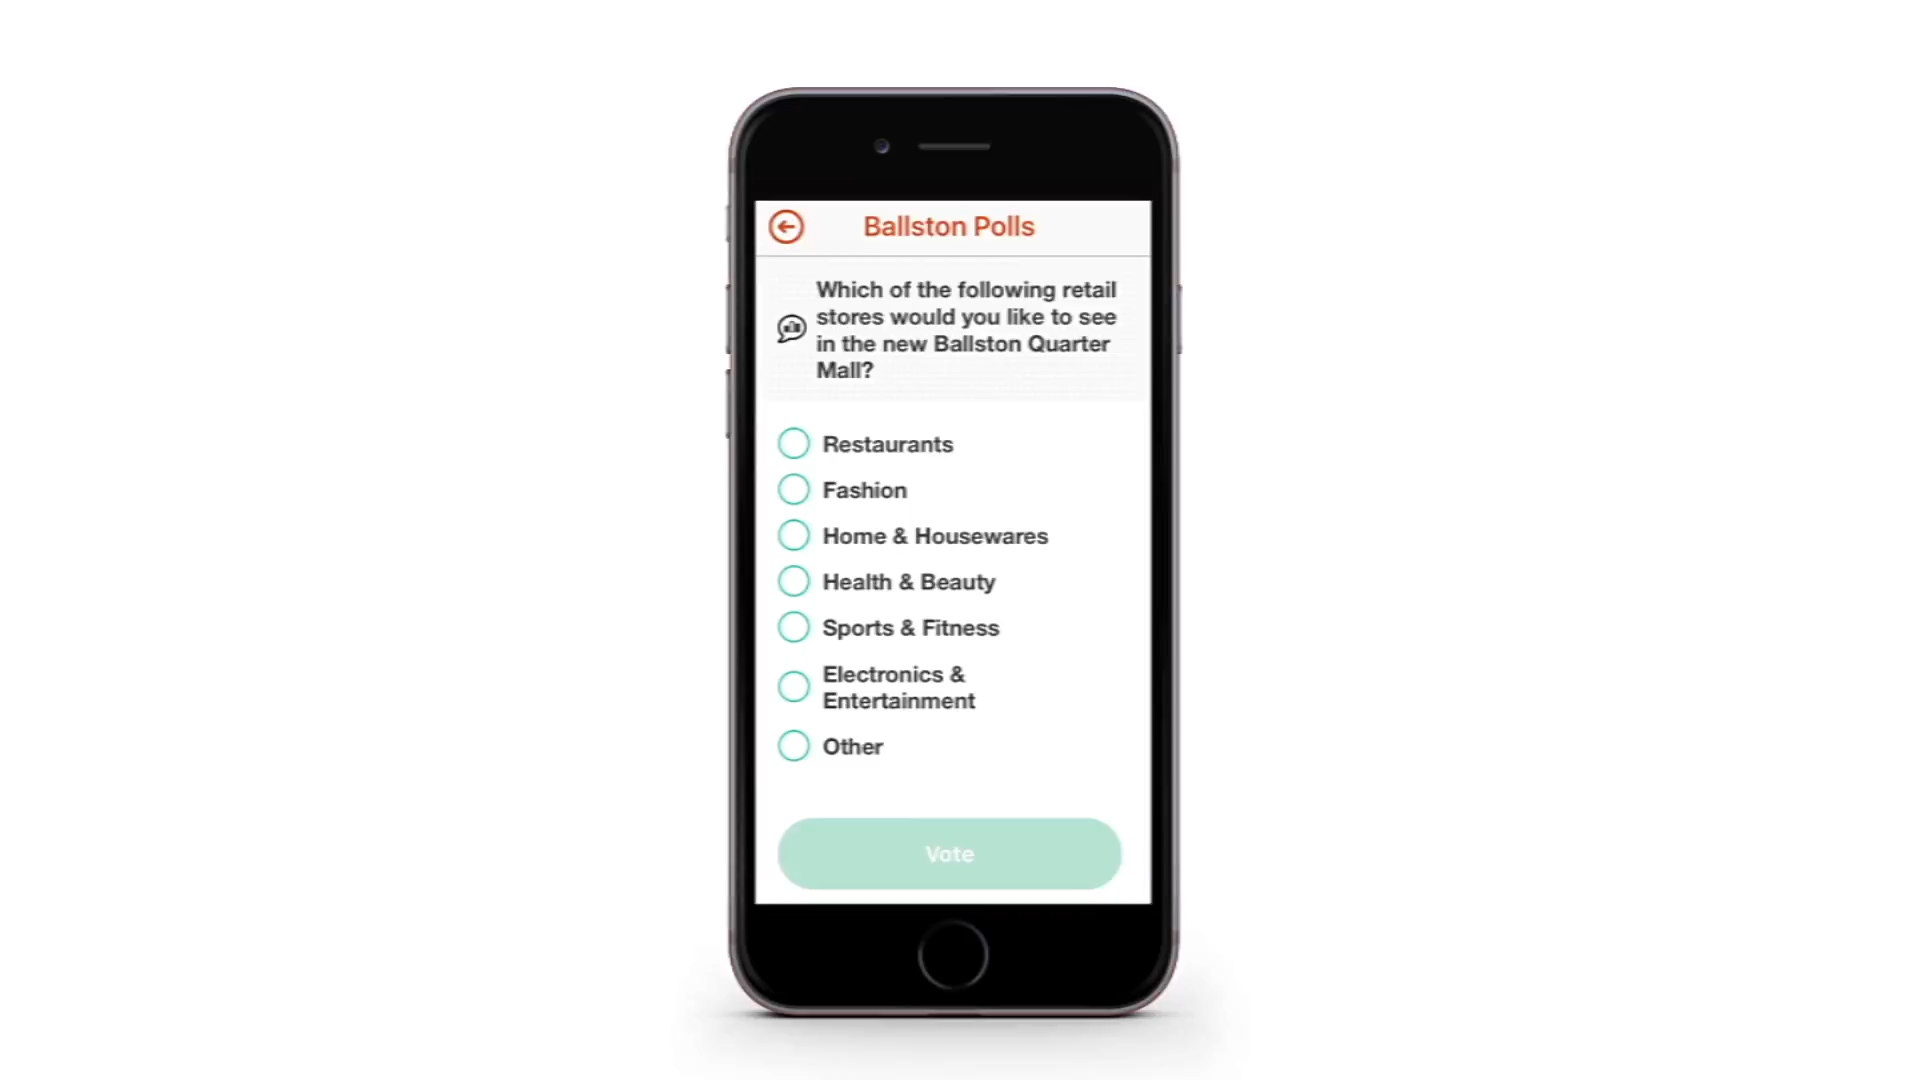 Ballston Polls
Which of the following retail
stores would you like to see
in the new Ballston Quarter
Mall?
Restaurants
Fashion
Home & Housewares
Health & Beauty
Sports & Fitness
Electronics &
Entertainment
Other
Vote